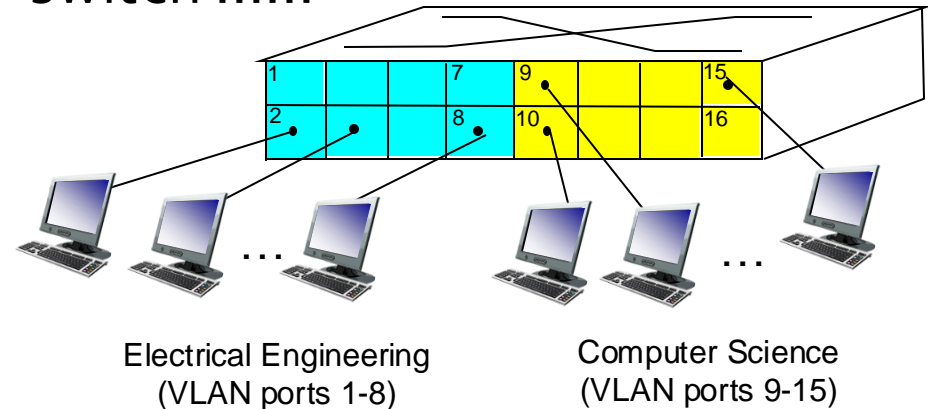 1 7 9 15
2 8 10 16
... ...
Electrical Engineering
(VLAN ports 1-8)
Computer Science
(VLAN ports 9-15)